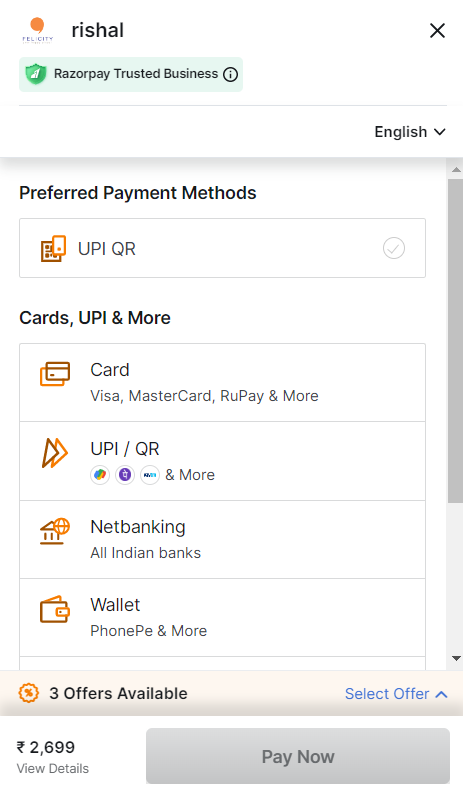 FELICITY
rishal
Razorpay Trusted Business
English
Preferred Payment Methods
UPI QR
Cards, UPI & More
Card
Visa, MasterCard, RuPay & More
UPI / QR
& More
Netbanking
All Indian banks
Wallet
PhonePe & More
3 Offers Available
Select Offer
₹ 2,699
View Details
Pay Now